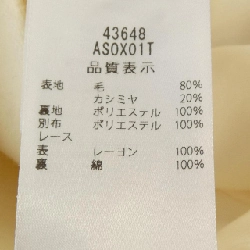 43648
ASOX01T
品質表示
表地 毛 80%
カシミヤ 20%
裏地 ポリエステル 100%
別布 ポリエステル 100%
レース
表 レーヨン 100%
裏 綿 100%